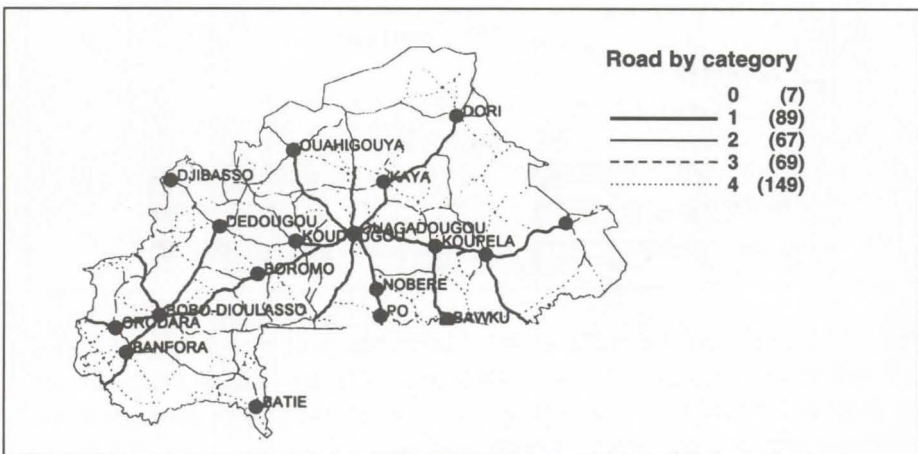 Road by category
0 (7)
1 (89)
2 (67)
3 (69)
4 (149)
DORI
OUAHIGOUYA
DJIBASSO
KAYA
DEDOUGOU
OUAGADOUGOU
KOUDOUGOU
KOUPELA
BOROMO
NOBERE
BOBO-DIOULASSO
PO
BAWKU
ORODARA
BANFORA
BATIE